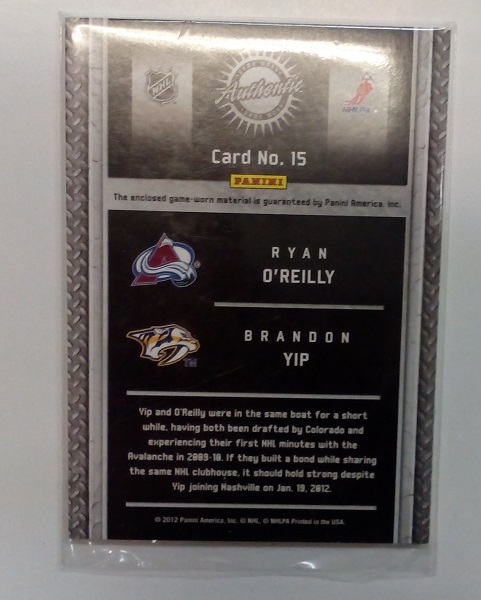 NHL
Authentic
NHLPA
Card No. 15
PANINI
The enclosed game-worn material is guaranteed by Panini America, Inc.
RYAN
O'REILLY
BRANDON
YIP
TM
Yip and O'Reilly were in the same boat for a short
while, having both been drafted by Colorado and
experiencing their first NHL minutes with the
Avalanche in 2009-10. If they built a bond while sharing
the same NHL clubhouse, it should hold strong despite
Yip joining Nashville on Jan. 19, 2012.
© 2012 Panini America, Inc. © NHL, © NHLPA Printed in the USA.